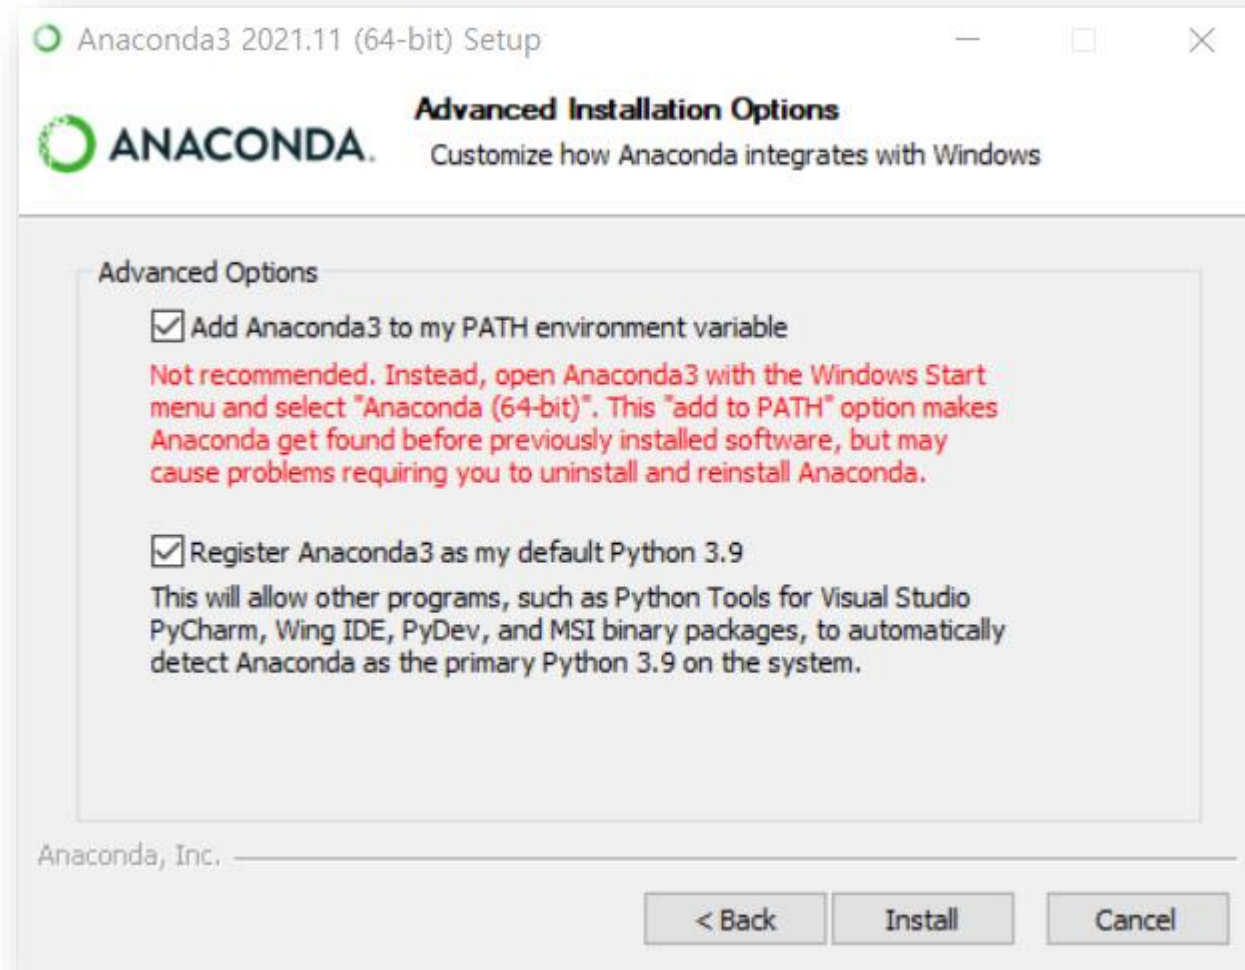 Anaconda3 2021.11 (64-bit) Setup
ANACONDA.
Advanced Installation Options
Customize how Anaconda integrates with Windows
Advanced Options
Add Anaconda3 to my PATH environment variable
Not recommended. Instead, open Anaconda3 with the Windows Start
menu and select "Anaconda (64-bit)". This "add to PATH" option makes
Anaconda get found before previously installed software, but may
cause problems requiring you to uninstall and reinstall Anaconda.
Register Anaconda3 as my default Python 3.9
This will allow other programs, such as Python Tools for Visual Studio
PyCharm, Wing IDE, PyDev, and MSI binary packages, to automatically
detect Anaconda as the primary Python 3.9 on the system.
Anaconda, Inc.
< Back
Install
Cancel